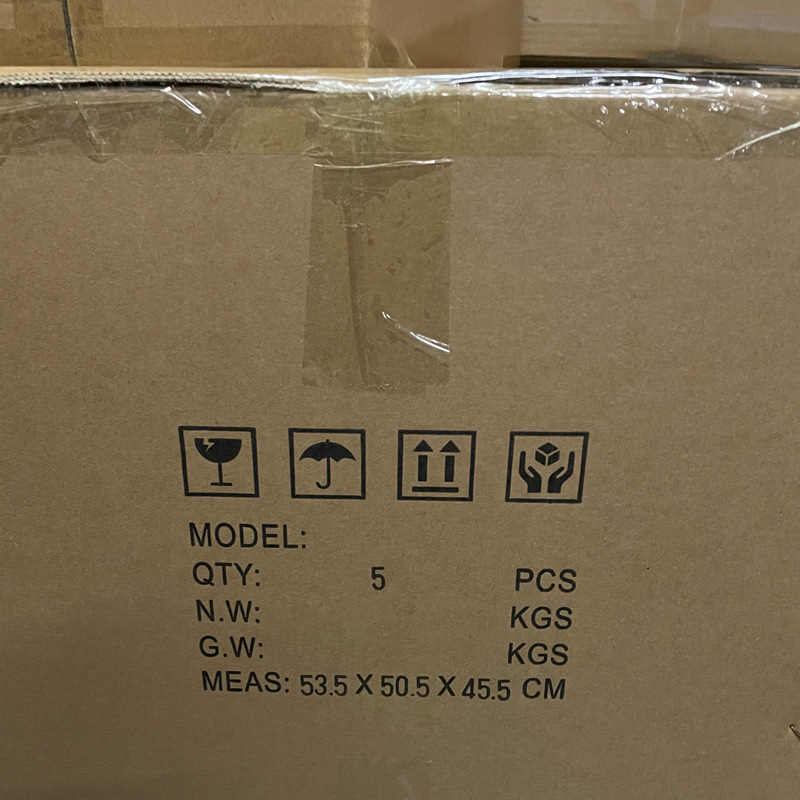 MODEL:
QTY: 5 PCS
N.W: KGS
G.W: KGS
MEAS: 53.5 X 50.5 X 45.5 CM